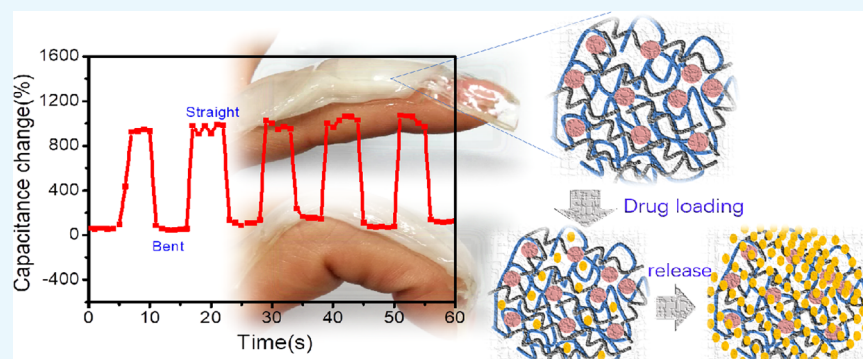 Capacitance change(%)
1600
1200
800
400
0
-400
Straight
Bent
0
10
20
30
40
50
60
Time(s)
Drug loading
release